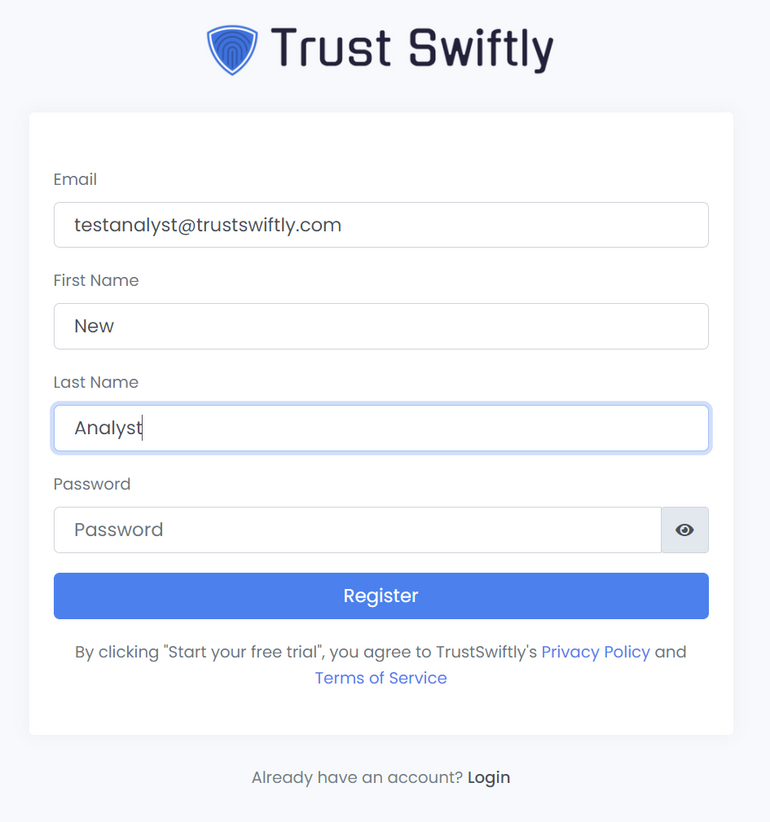 Trust Swiftly
Email
testanalyst@trustswiftly.com
First Name
New
Last Name
Analyst
Password
Password
Register
By clicking "Start your free trial", you agree to TrustSwiftly's Privacy Policy and
Terms of Service
Already have an account? Login